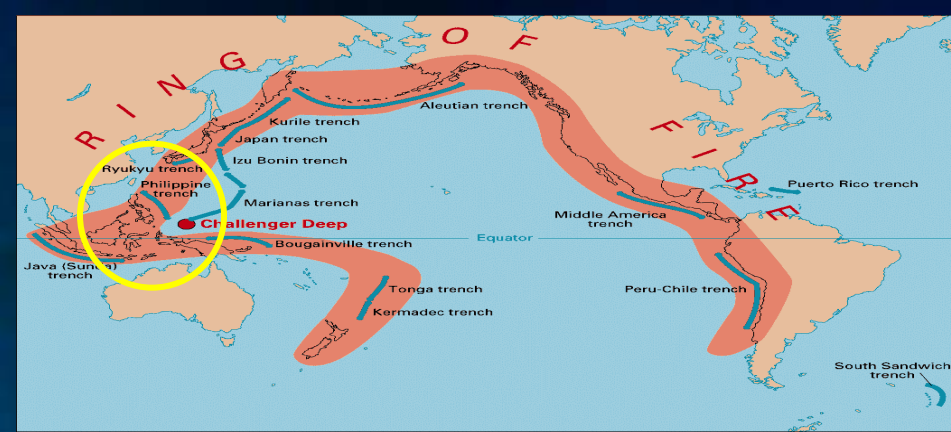 RING OF FIRE
Aleutian trench
Kurile trench
Japan trench
Izu Bonin trench
Ryukyu trench
Philippine
trench
Marianas trench
Challenger Deep
Bougainville trench
Equator
Java (Sunda)
trench
Tonga trench
Kermadec trench
Middle America
trench
Puerto Rico trench
Peru-Chile trench
South Sandwich
trench